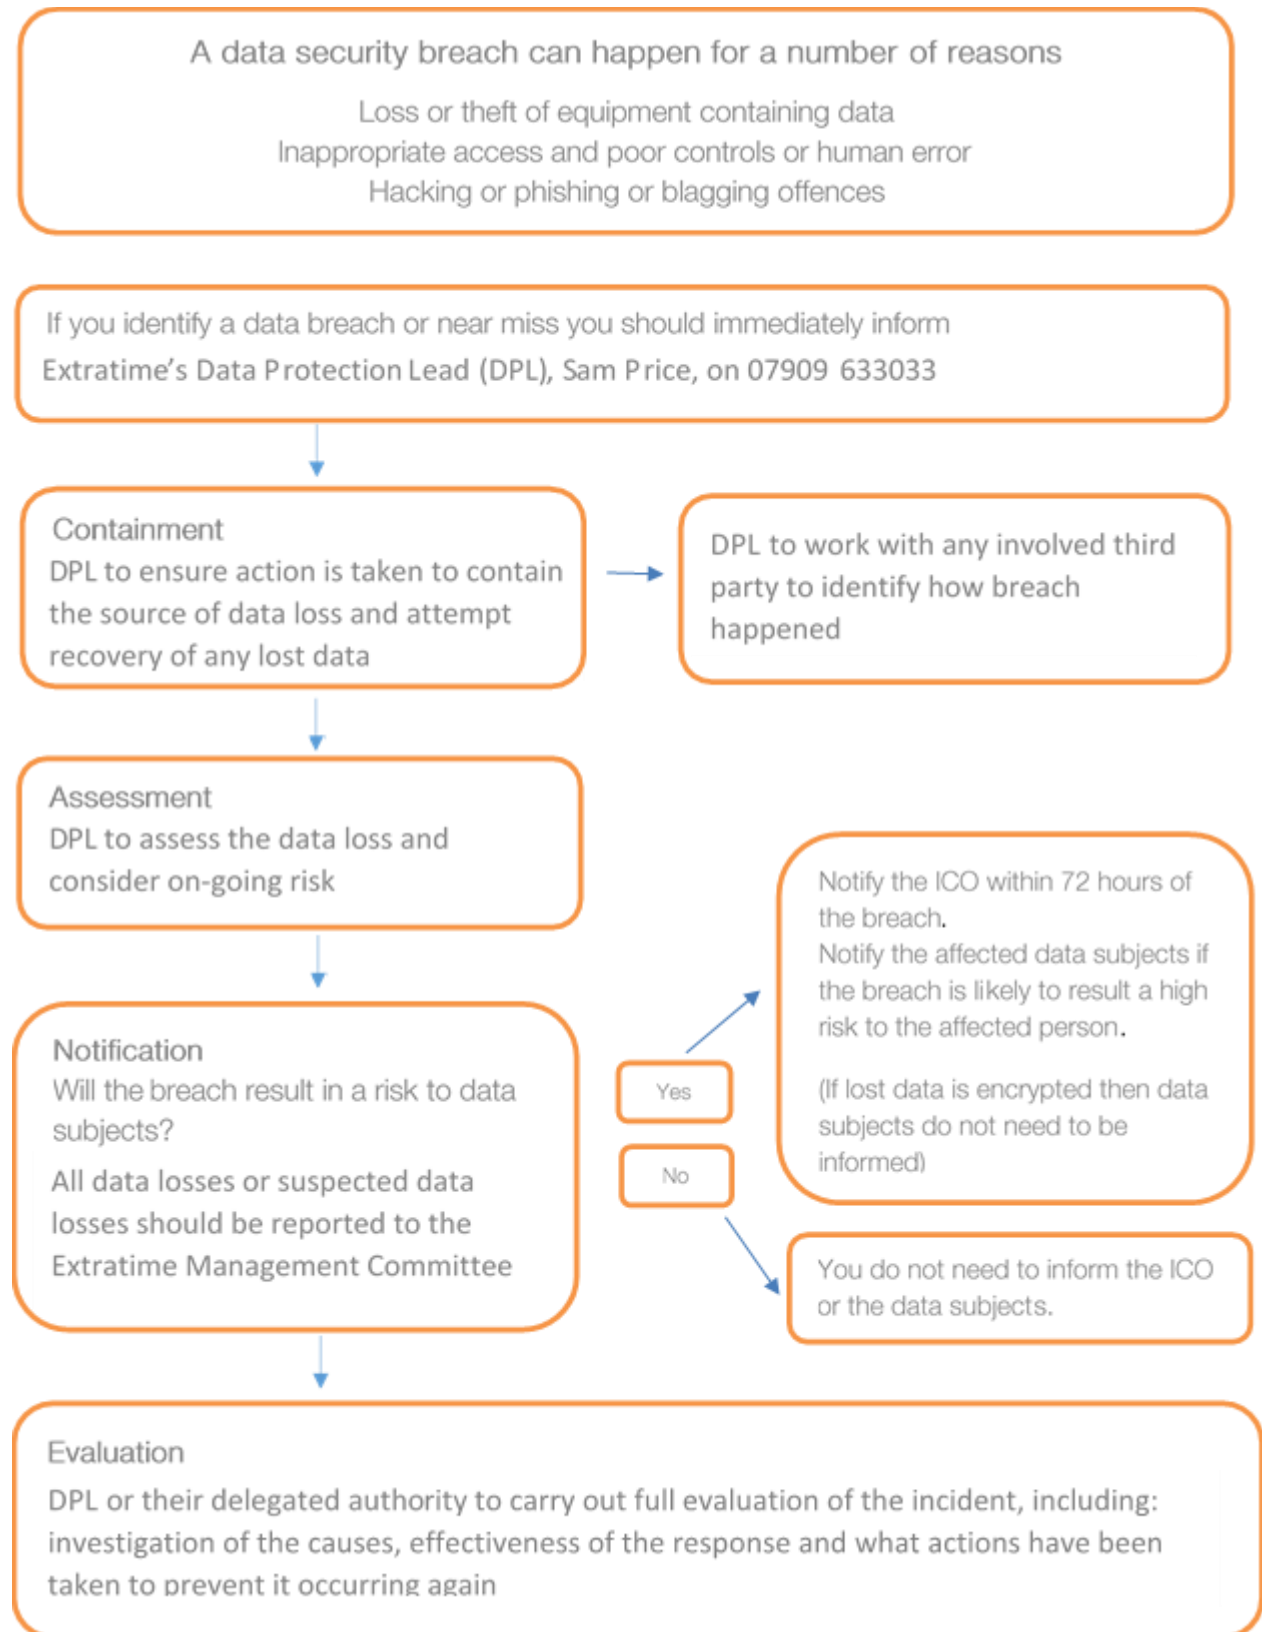 A data security breach can happen for a number of reasons
Loss or theft of equipment containing data
Inappropriate access and poor controls or human error
Hacking or phishing or blagging offences
If you identify a data breach or near miss you should immediately inform
Extratime’s Data Protection Lead (DPL), Sam Price, on 07909 633033
Containment
DPL to ensure action is taken to contain
the source of data loss and attempt
recovery of any lost data
DPL to work with any involved third
party to identify how breach
happened
Assessment
DPL to assess the data loss and
consider on-going risk
Notification
Will the breach result in a risk to data
subjects?
All data losses or suspected data
losses should be reported to the
Extratime Management Committee
Yes
No
Notify the ICO within 72 hours of
the breach.
Notify the affected data subjects if
the breach is likely to result a high
risk to the affected person.
(If lost data is encrypted then data
subjects do not need to be
informed)
You do not need to inform the ICO
or the data subjects.
Evaluation
DPL or their delegated authority to carry out full evaluation of the incident, including:
investigation of the causes, effectiveness of the response and what actions have been
taken to prevent it occurring again